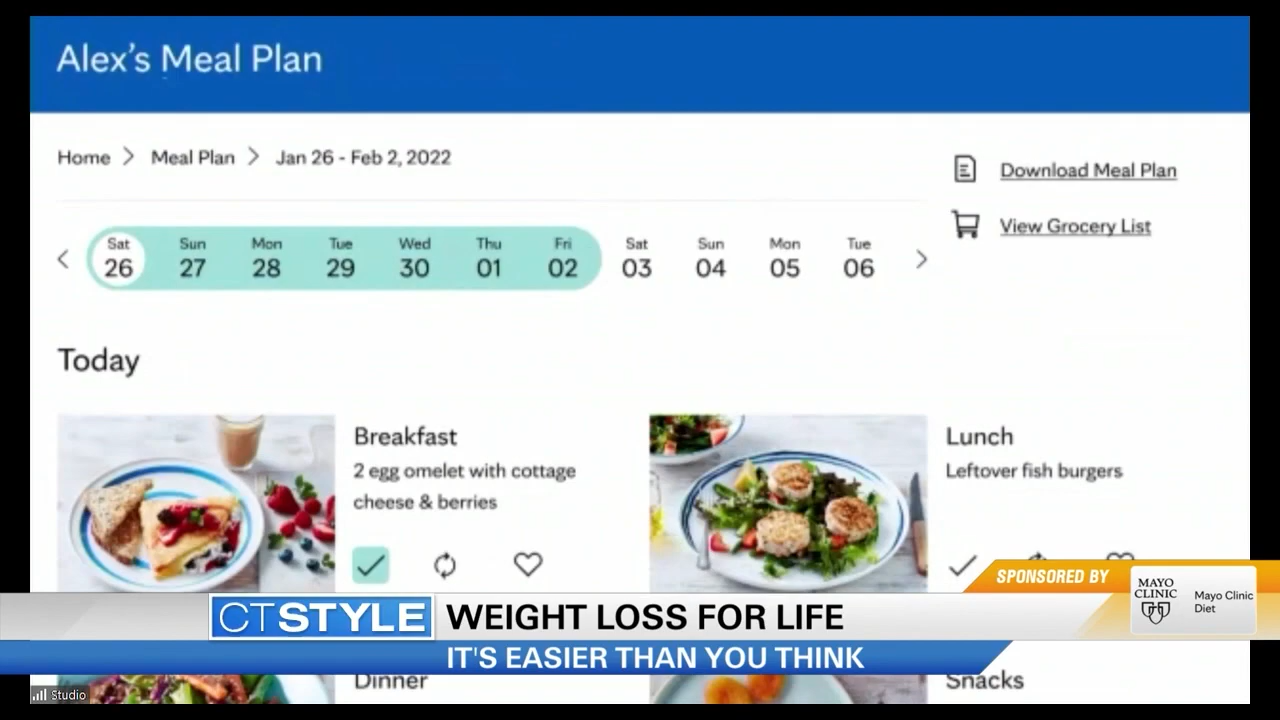 Alex's Meal Plan
Home > Meal Plan > Jan 26 - Feb 2, 2022
Download Meal Plan
View Grocery List
< Sat Sun Mon Tue Wed Thu Fri Sat Sun Mon Tue >
26 27 28 29 30 01 02 03 04 05 06
Today
Breakfast
2 egg omelet with cottage
cheese & berries
Lunch
Leftover fish burgers
SPONSORED BY
MAYO
CLINIC
Mayo Clinic
Diet
CT STYLE
WEIGHT LOSS FOR LIFE
IT'S EASIER THAN YOU THINK
Studio
Dinner
Snacks